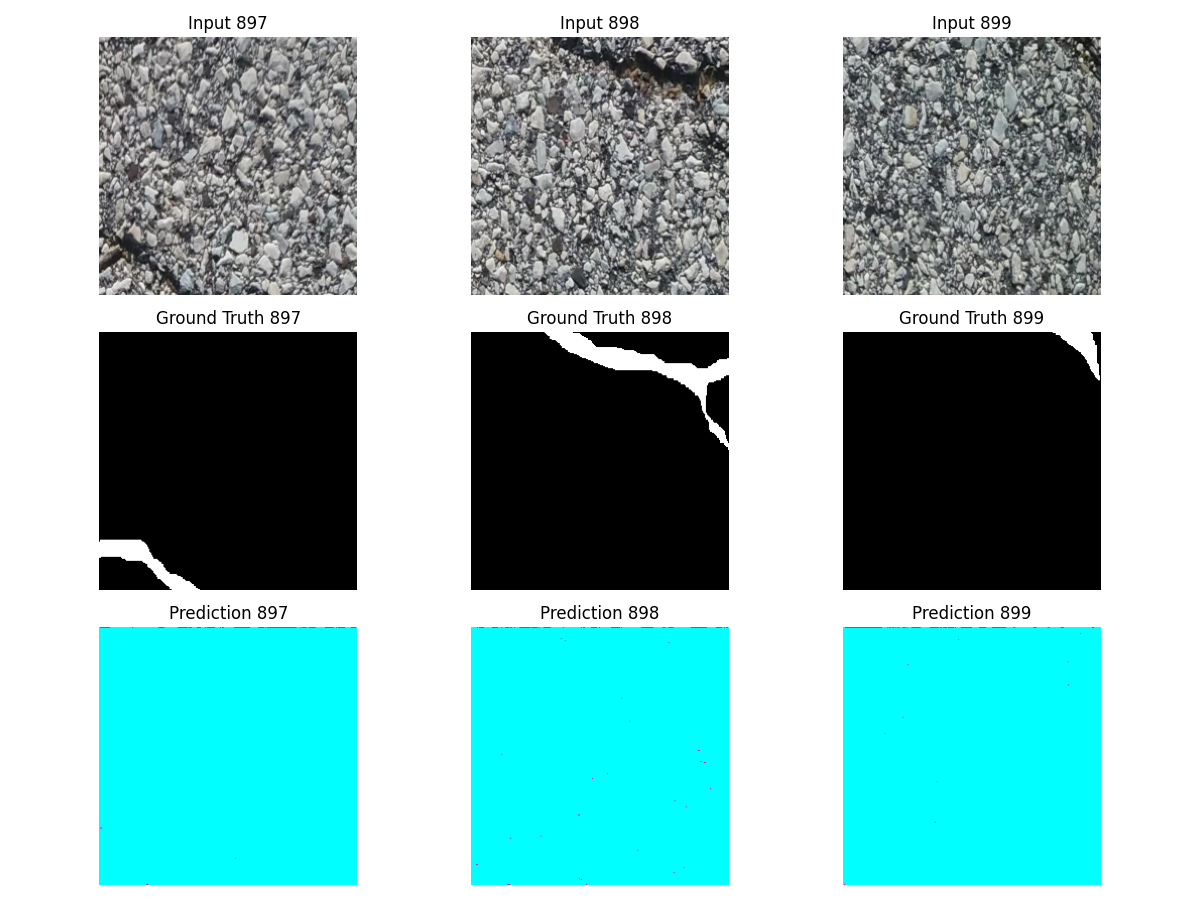 Input 897
Input 898
Input 899
Ground Truth 897
Ground Truth 898
Ground Truth 899
Prediction 897
Prediction 898
Prediction 899